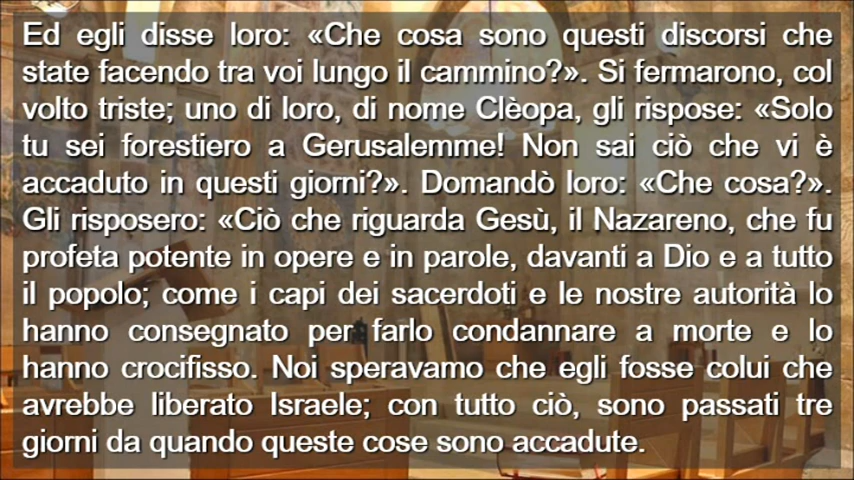 Ed egli disse loro: «Che cosa sono questi discorsi che
state facendo tra voi lungo il cammino?». Si fermarono, col
volto triste; uno di loro, di nome Clèopa, gli rispose: «Solo
tu sei forestiero a Gerusalemme! Non sai ciò che vi è
accaduto in questi giorni?». Domandò loro: «Che cosa?».
Gli risposero: «Ciò che riguarda Gesù, il Nazareno, che fu
profeta potente in opere e in parole, davanti a Dio e a tutto
il popolo; come i capi dei sacerdoti e le nostre autorità lo
hanno consegnato per farlo condannare a morte e lo
hanno crocifisso. Noi speravamo che egli fosse colui che
avrebbe liberato Israele; con tutto ciò, sono passati tre
giorni da quando queste cose sono accadute.